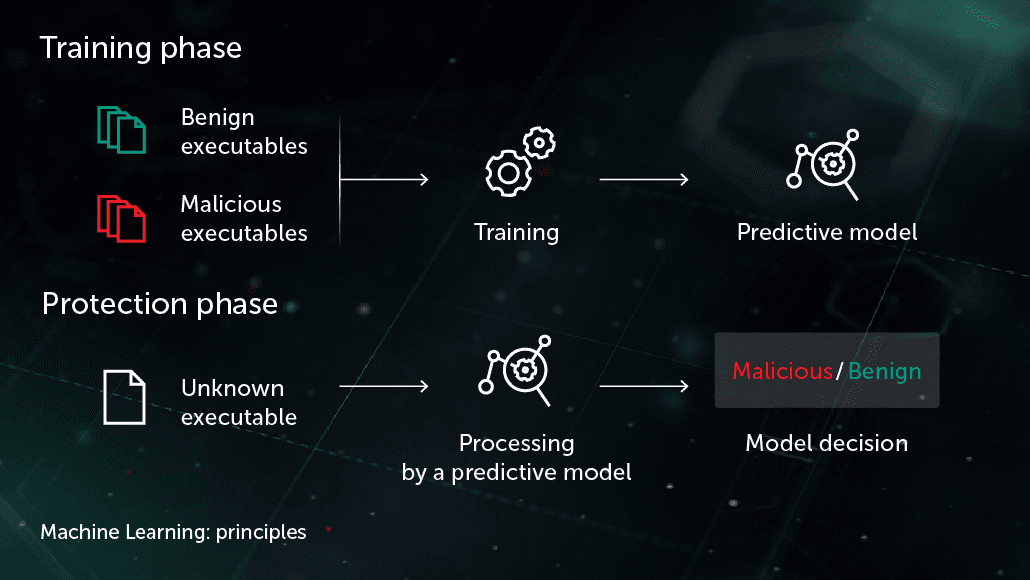 Training phase
Benign
executables
Malicious
executables
Training
Predictive model
Protection phase
Unknown
executable
Processing
by a predictive model
Malicious/Benign
Model decision
Machine Learning: principles